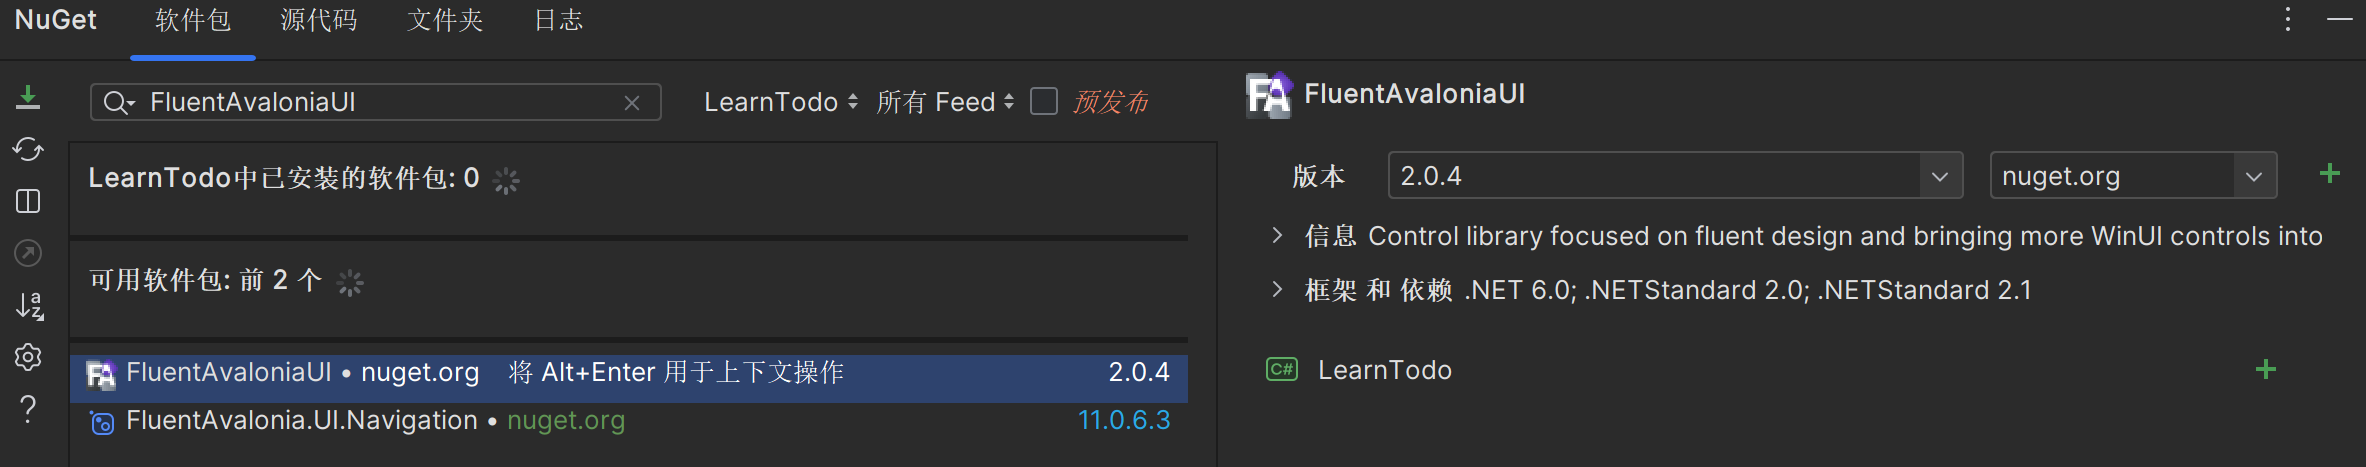 NuGet 软件包 源代码 文件夹 日志
FluentAvaloniaUI LearnTodo 所有 Feed 预发布
LearnTodo中已安装的软件包: 0
可用软件包: 前 2 个
FluentAvaloniaUI • nuget.org 将 Alt+Enter 用于上下文操作 2.0.4
FluentAvalonia.UI.Navigation • nuget.org 11.0.6.3
FA FluentAvaloniaUI
版本 2.0.4 nuget.org
信息 Control library focused on fluent design and bringing more WinUI controls into
框架 和 依赖 .NET 6.0; .NETStandard 2.0; .NETStandard 2.1
C# LearnTodo